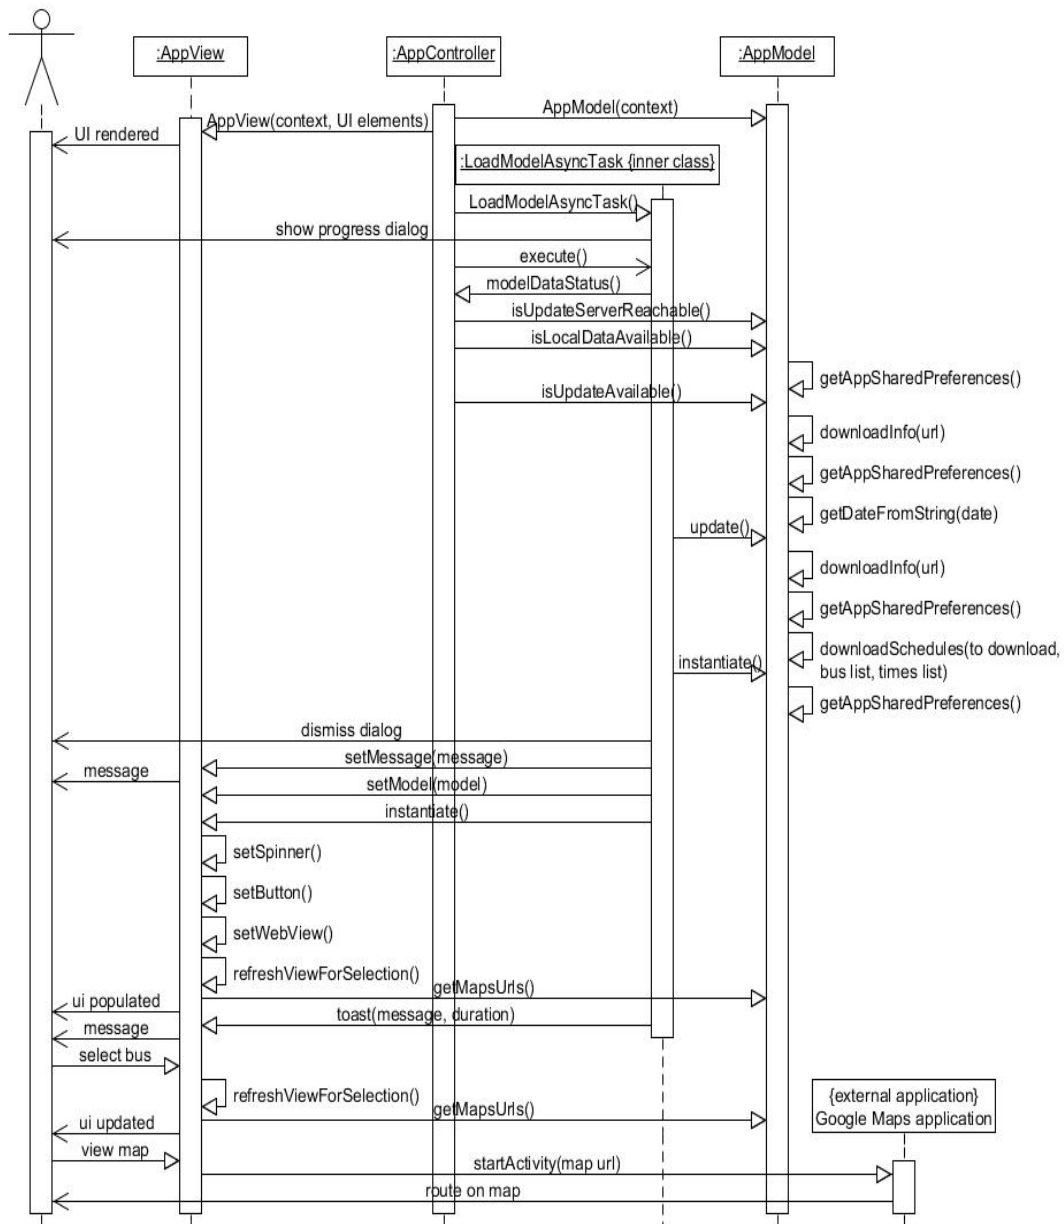 :AppView
:AppController
:AppModel
AppModel(context)
AppView(context, UI elements)
UI rendered
:LoadModelAsyncTask {inner class}
LoadModelAsyncTask()
show progress dialog
execute()
modelDataStatus()
isUpdateServerReachable()
isLocalDataAvailable()
getAppSharedPreferences()
isUpdateAvailable()
downloadInfo(url)
getAppSharedPreferences()
getDateFromString(date)
update()
downloadInfo(url)
getAppSharedPreferences()
downloadSchedules(to download,
bus list, times list)
instantiate()
getAppSharedPreferences()
dismiss dialog
setMessage(message)
message
setModel(model)
instantiate()
setSpinner()
setButton()
setWebView()
refreshViewForSelection()
getMapsUrls()
ui populated
toast(message, duration)
message
select bus
refreshViewForSelection()
getMapsUrls()
{external application}
Google Maps application
ui updated
view map
startActivity(map url)
route on map